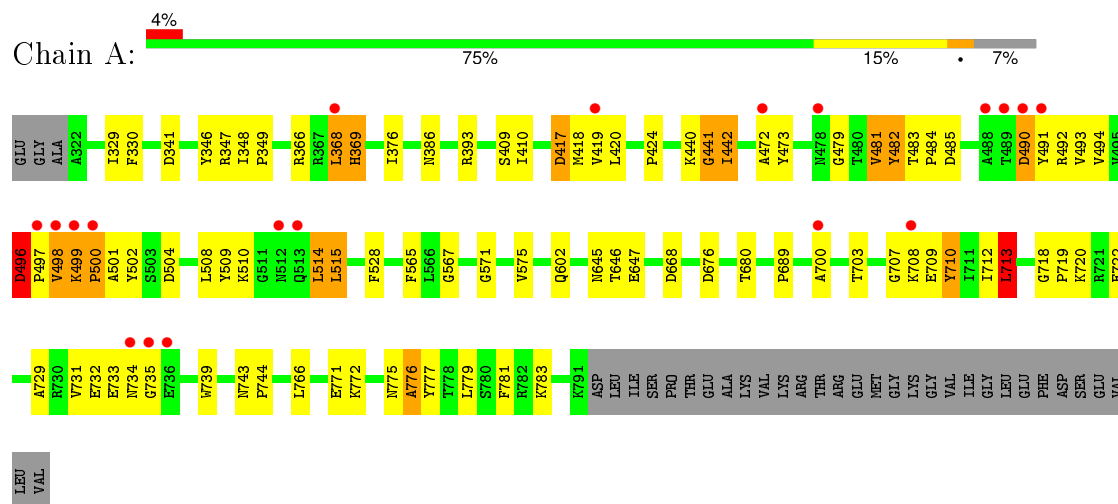 4%
Chain A:
75% 15% • 7%
GLU GLY ALA A322 I329 F330 D341 Y346 R347 I348 P349 R366 R367 L368 H369 I376 N386 R393 S409 I410 D417 M418 V419 L420 P424 K440 G441 I442 A472 Y473 N478 G479 T480 V481 Y482 T483 P484 D485 A488 T489 D490 Y491 R492 V493 V494 V495
D496 P497 V498 K499 P500 A501 Y502 S503 D504 L508 Y509 K510 G511 N512 Q513 L514 L515 F528 F565 L566 G567 G571 V575 Q602 N645 T646 E647 D668 D676 T680 P689 A700 T703 G707 K708 E709 Y710 I711 I712 L713 G718 P719 K720 R721
A729 R730 V731 E732 E733 N734 G735 E736 W739 N743 P744 L766 E771 K772 N775 A776 Y777 T778 L779 S780 F781 R782 K783 K791 ASP LEU ILE SER PRO THR GLU ALA LYS VAL LYS ARG THR ARG GLU MET GLY LYS GLY VAL ILE GLY LEU GLU PHE ASP SER GLU VAL
LEU VAL